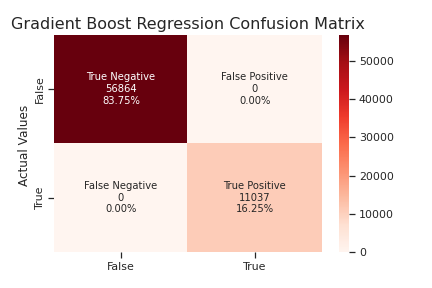 Gradient Boost Regression Confusion Matrix
Actual Values
False
True
True Negative
56864
83.75%
False Positive
0
0.00%
False Negative
0
0.00%
True Positive
11037
16.25%
False
True
50000
40000
30000
20000
10000
0